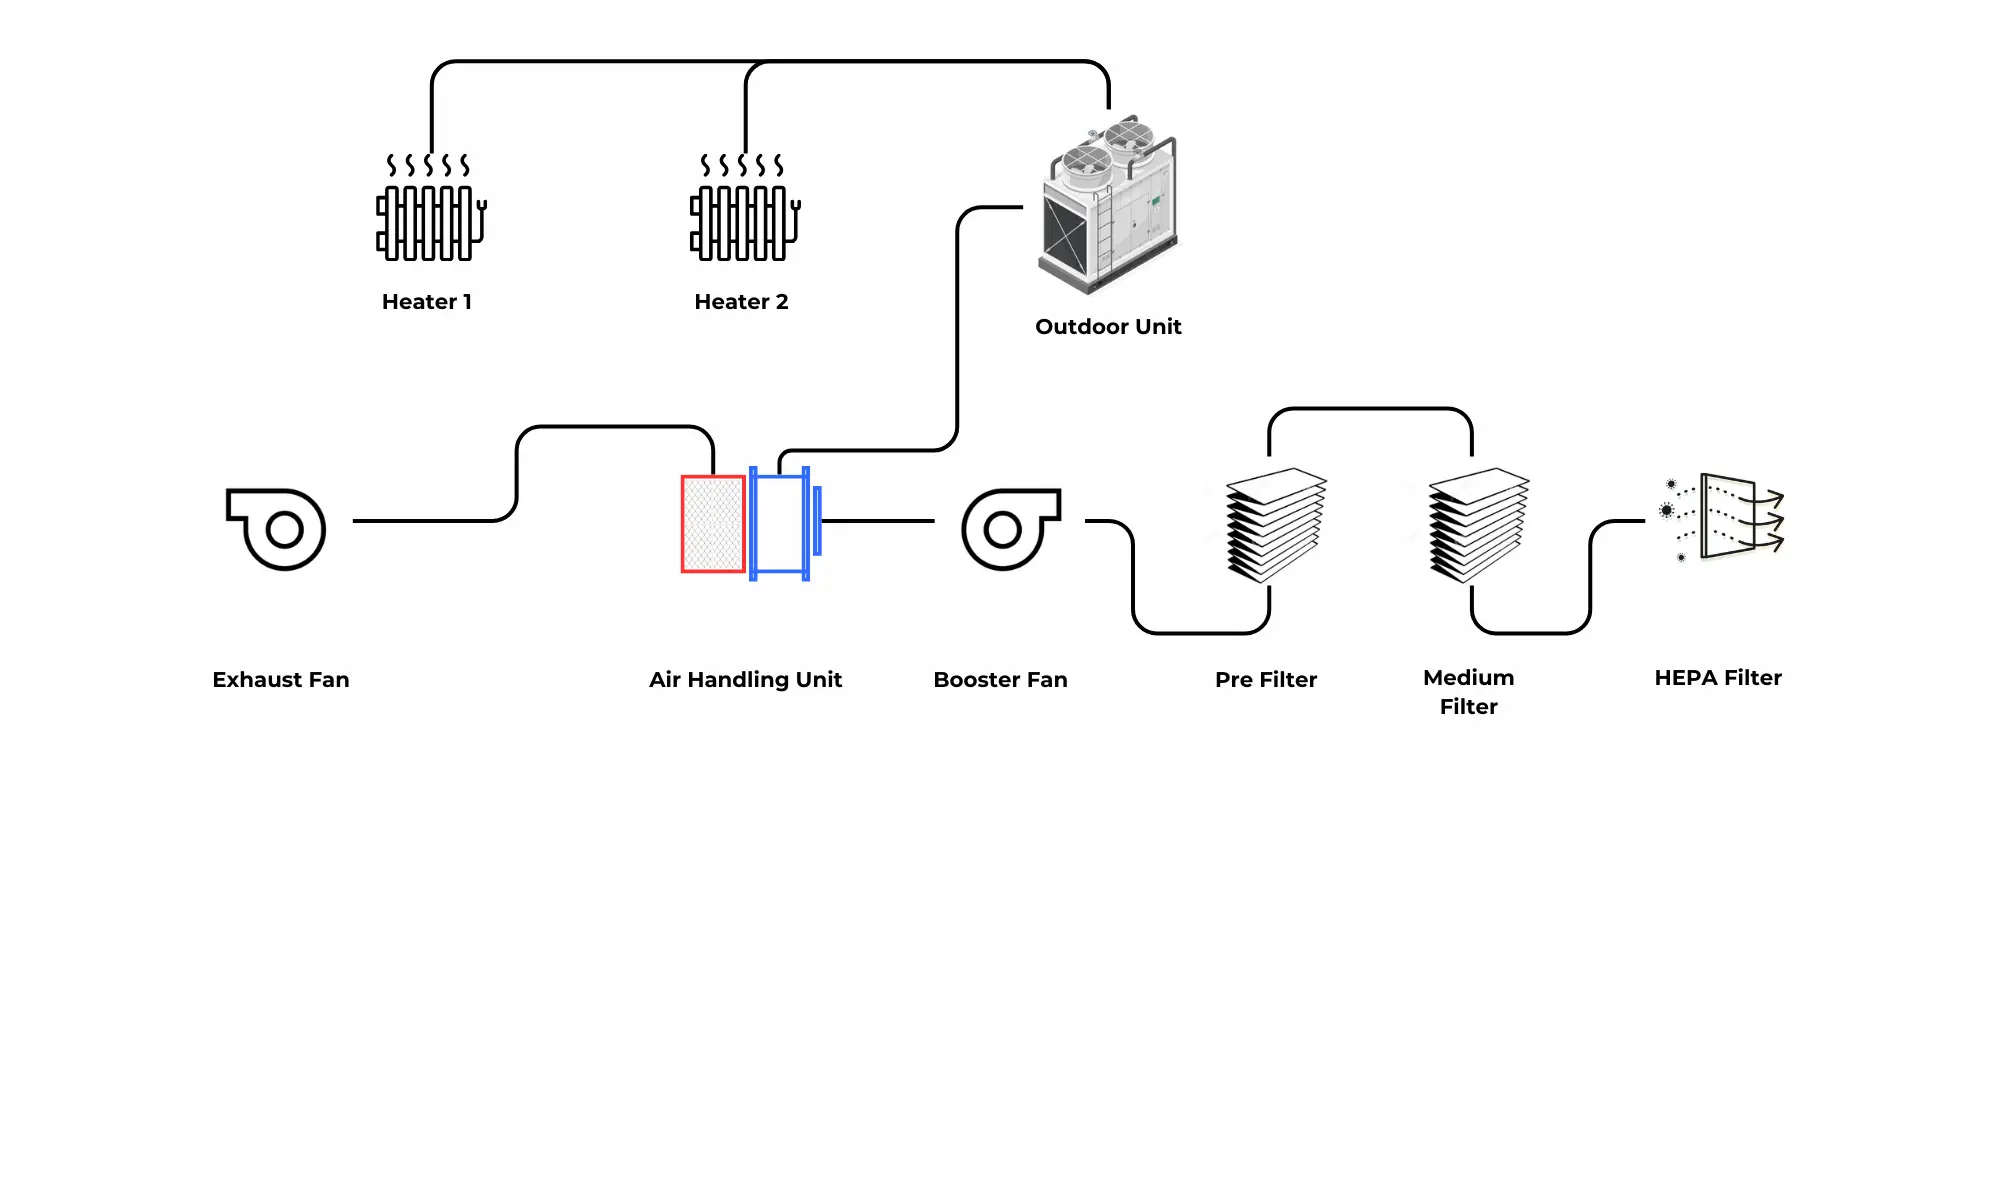 Heater 1
Heater 2
Outdoor Unit
Exhaust Fan
Air Handling Unit
Booster Fan
Pre Filter
Medium
Filter
HEPA Filter